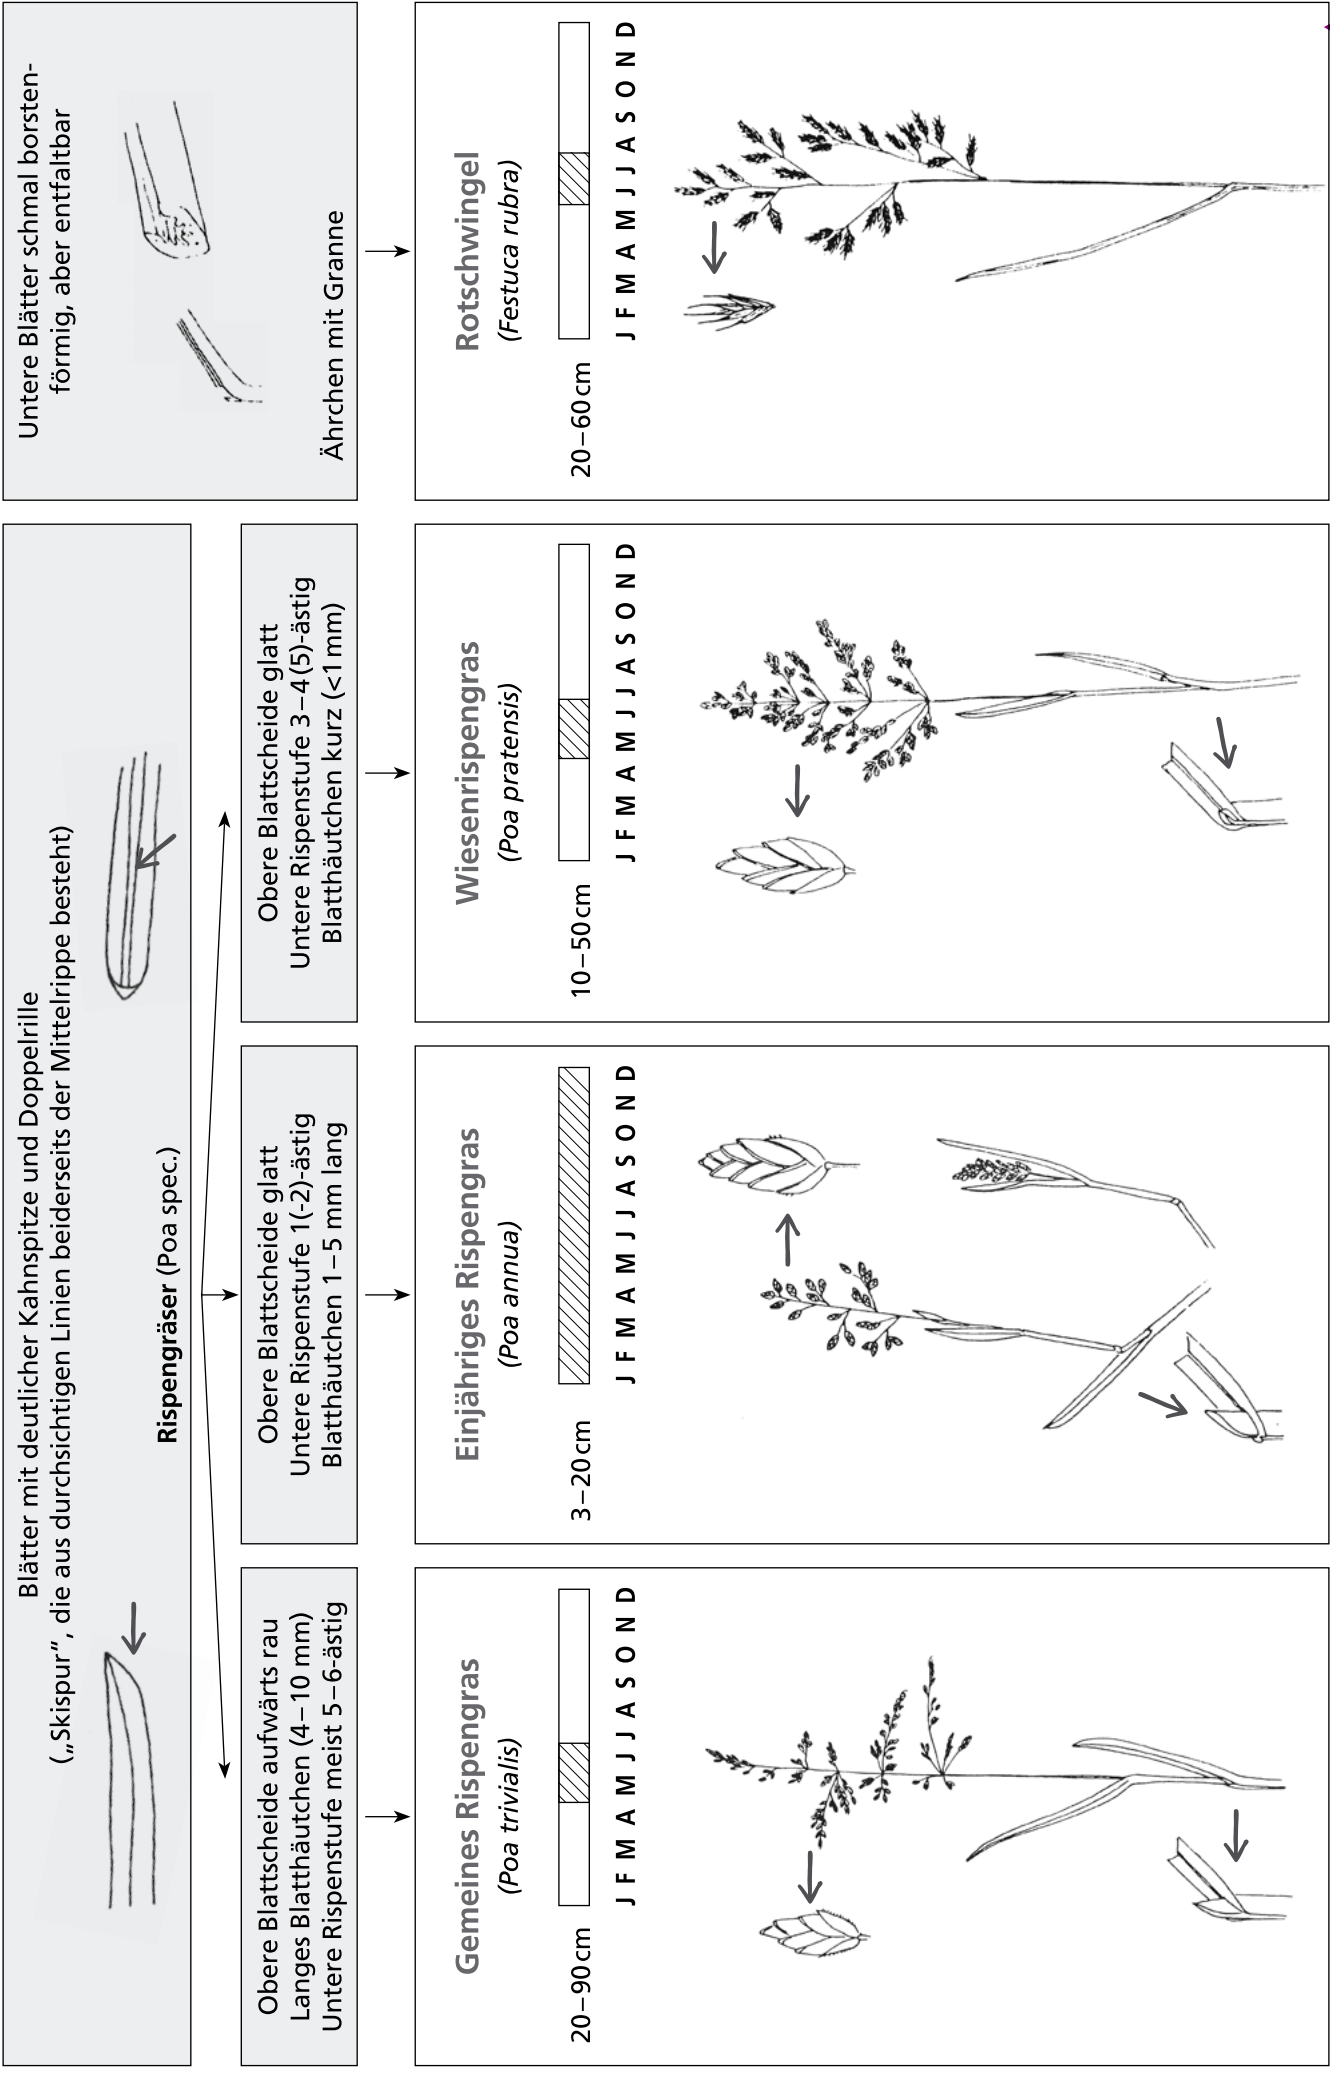 Blätter mit deutlicher Kahnspitze und Doppelrille
(„Skispur“, die aus durchsichtigen Linien beiderseits der Mittelrippe besteht)
Rispengräser (Poa spec.)
Obere Blattscheide aufwärts rau
Langes Blatthäutchen (4–10 mm)
Untere Rispenstufe meist 5–6-ästig
Gemeines Rispengras
(Poa trivialis)
20–90 cm
J F M A M J J A S O N D
Obere Blattscheide glatt
Untere Rispenstufe 1(-2)-ästig
Blatthäutchen 1–5 mm lang
Einjähriges Rispengras
(Poa annua)
3–20 cm
J F M A M J J A S O N D
Obere Blattscheide glatt
Untere Rispenstufe 3–4 (5)-ästig
Blatthäutchen kurz (<1 mm)
Wiesenrispengras
(Poa pratensis)
10–50 cm
J F M A M J J A S O N D
Untere Blätter schmal borsten-
förmig, aber entfaltbar
Ährchen mit Granne
Rotschwingel
(Festuca rubra)
20–60 cm
J F M A M J J A S O N D